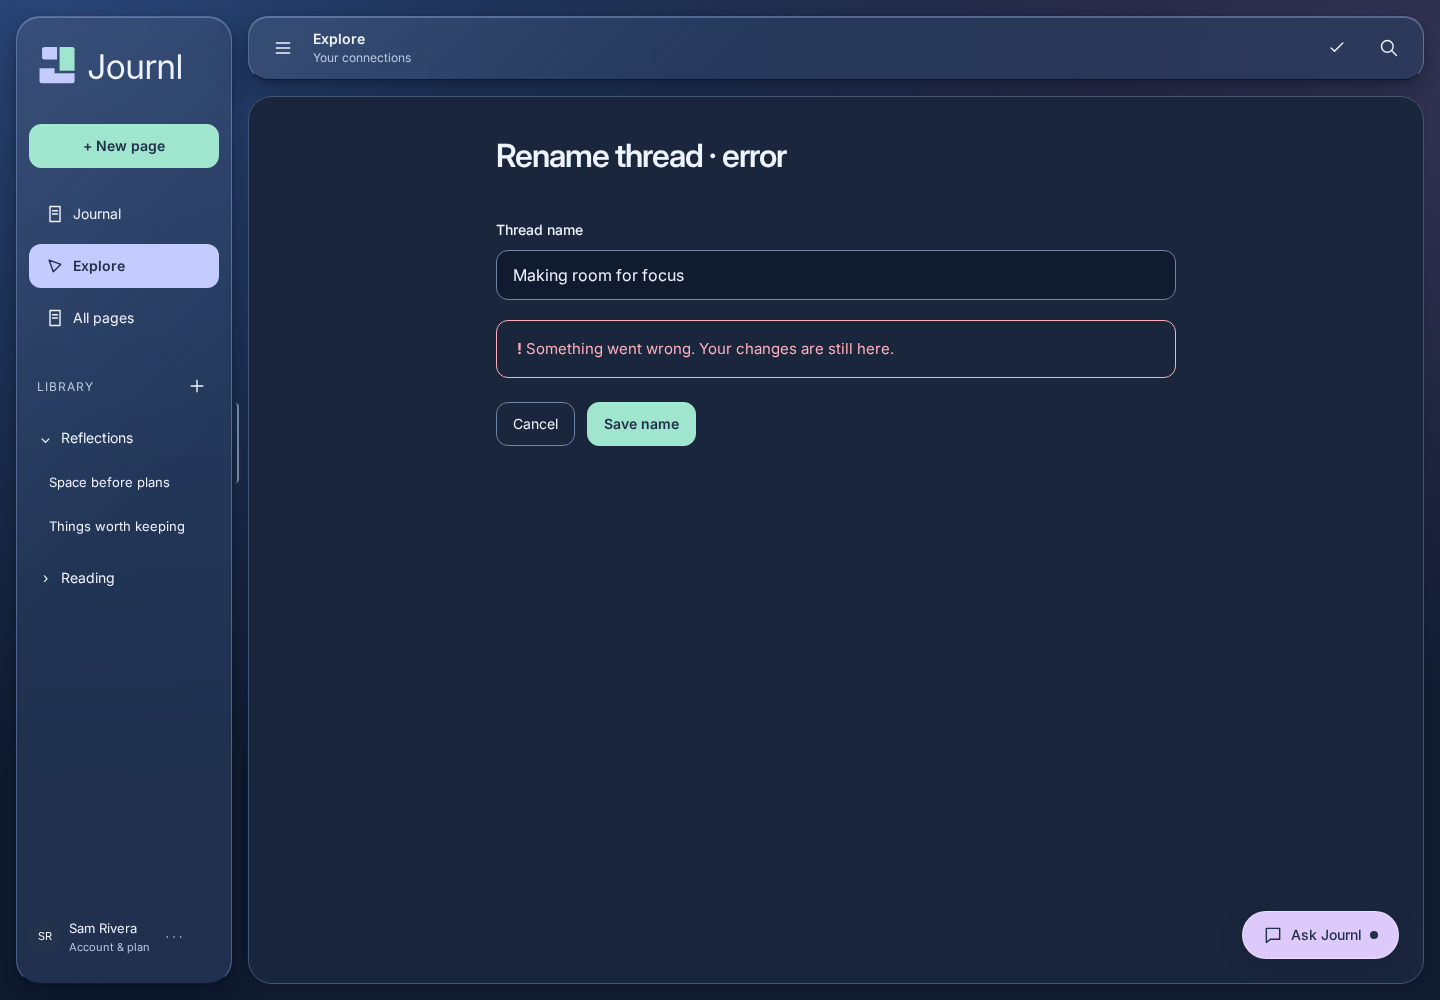 Journl
+ New page
Journal
Explore
All pages
LIBRARY
Reflections
Space before plans
Things worth keeping
Reading
SR
Sam Rivera
Account & plan
...
Explore
Your connections
Rename thread · error
Thread name
Making room for focus
! Something went wrong. Your changes are still here.
Cancel
Save name
Ask Journl